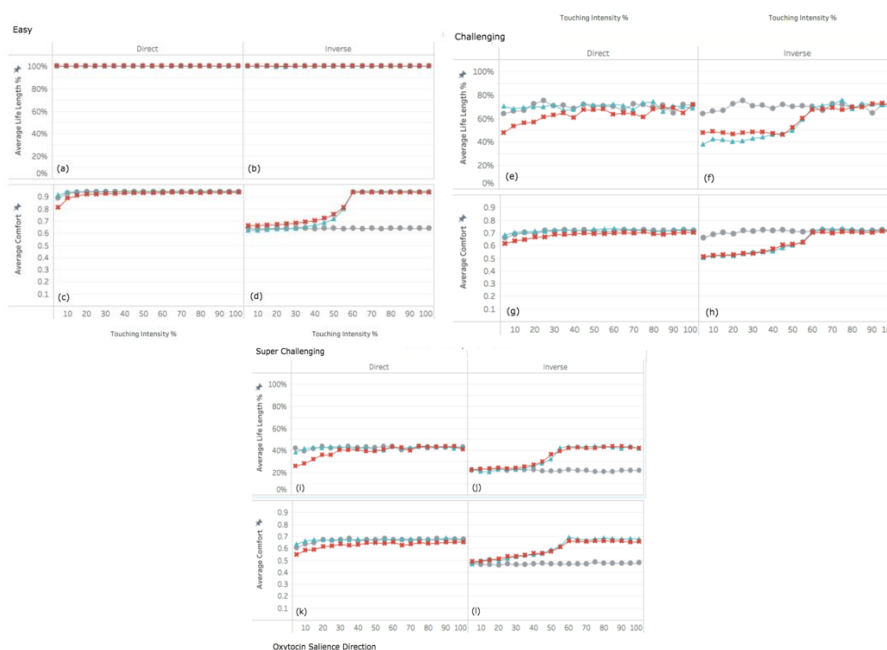 Easy
Direct Inverse
Average Life Length %
100%
80%
60%
40%
20%
0%
(a) (b)
Average Comfort
0.9
0.8
0.7
0.6
0.5
0.4
0.3
0.2
0.1
(c) (d)
10 20 30 40 50 60 70 80 90 100 10 20 30 40 50 60 70 80 90 100
Touching Intensity % Touching Intensity %
Touching Intensity % Touching Intensity %
Challenging
Direct Inverse
Average Life Length %
100%
80%
60%
40%
20%
0%
(e) (f)
Average Comfort
0.9
0.8
0.7
0.6
0.5
0.4
0.3
0.2
0.1
(g) (h)
10 20 30 40 50 60 70 80 90 100 10 20 30 40 50 60 70 80 90
Super Challenging
Direct Inverse
Average Life Length %
100%
80%
60%
40%
20%
0%
(i) (j)
Average Comfort
0.9
0.8
0.7
0.6
0.5
0.4
0.3
0.2
0.1
(k) (l)
10 20 30 40 50 60 70 80 90 100 10 20 30 40 50 60 70 80 90 100
Oxytocin Salience Direction